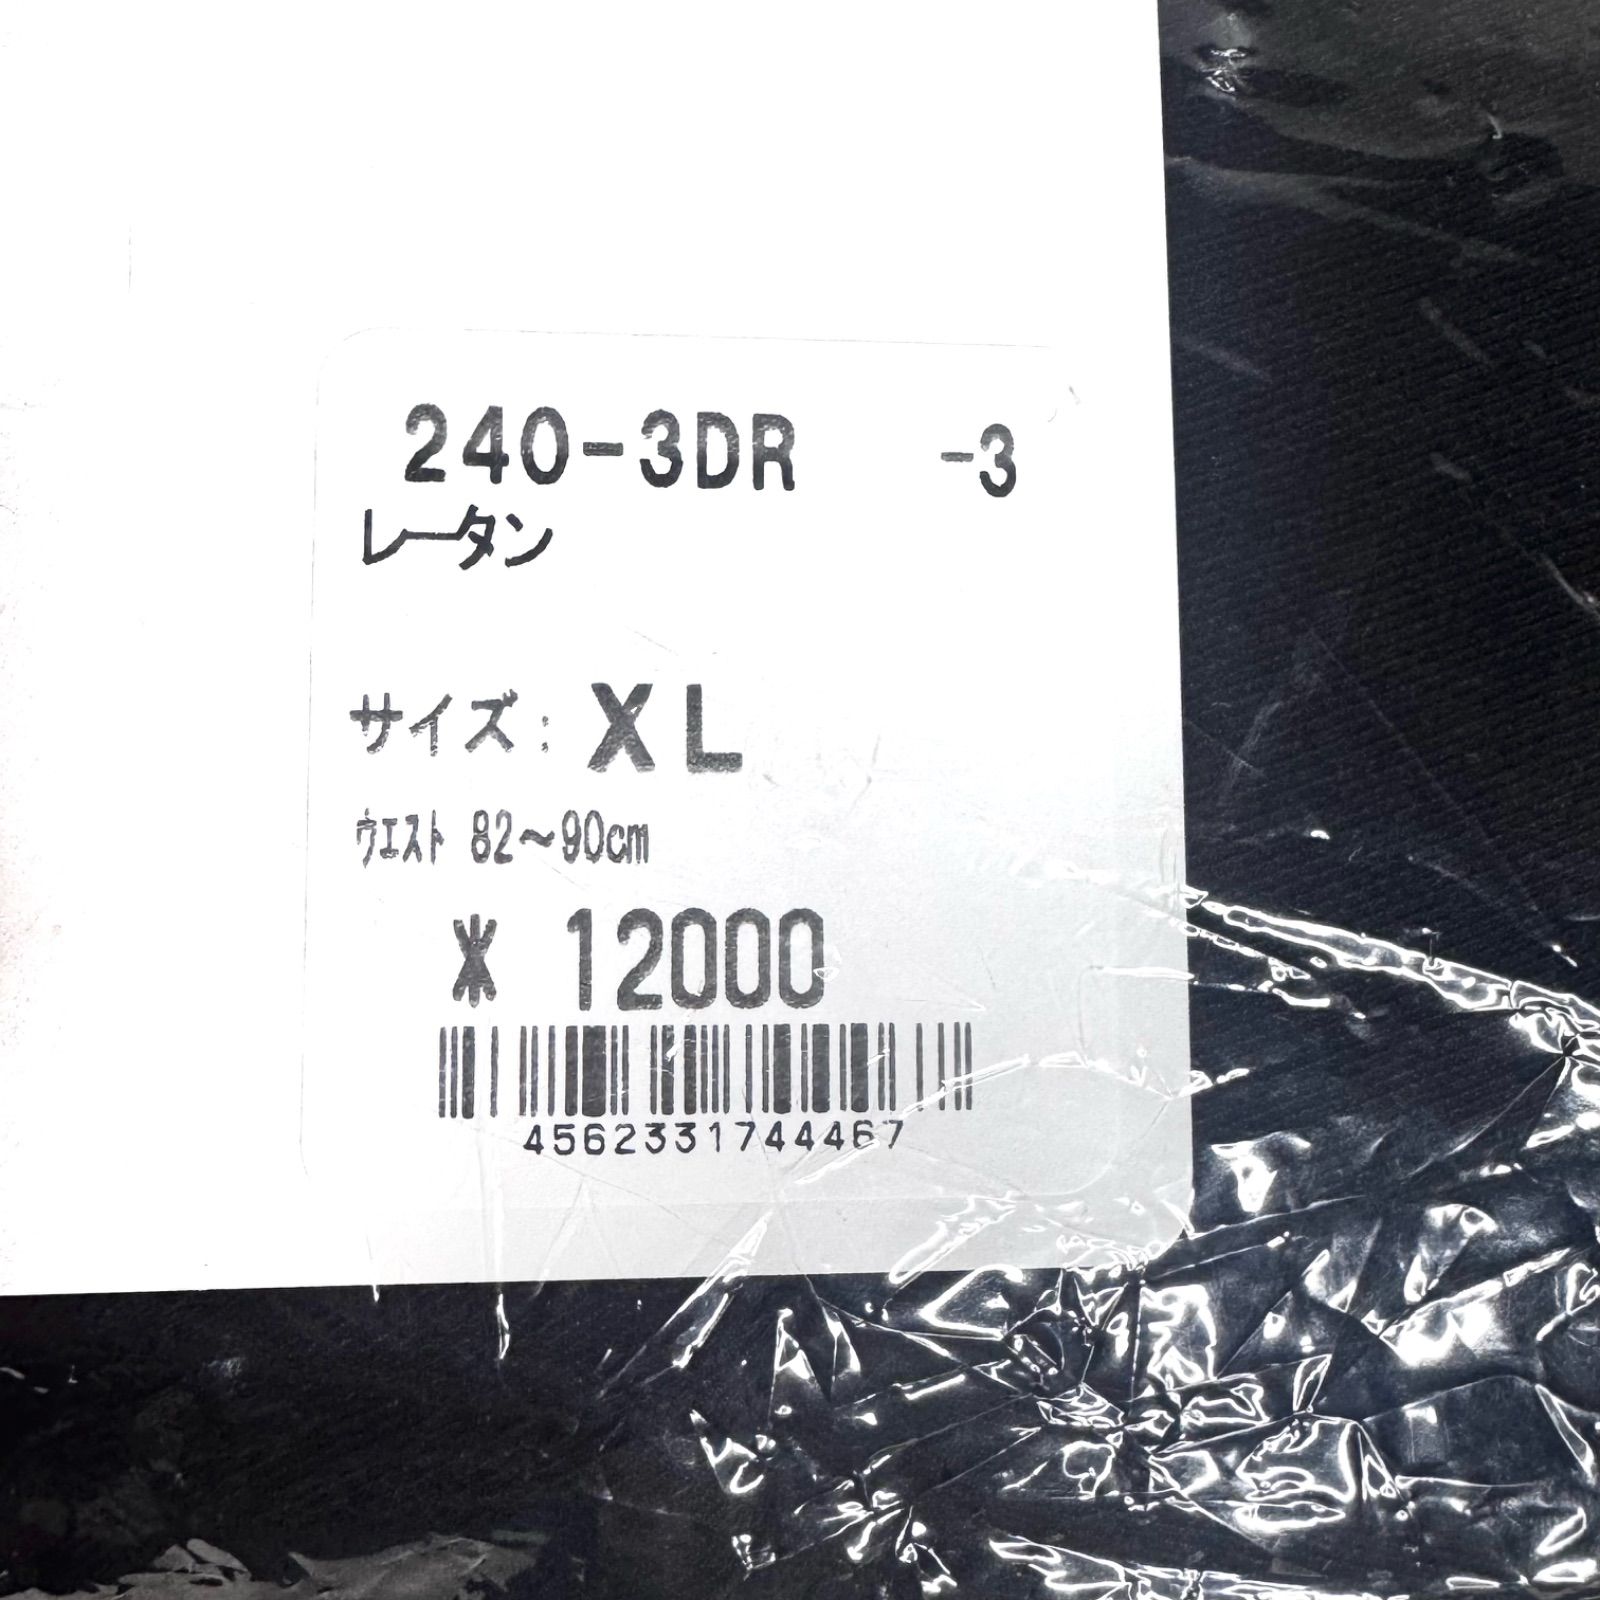 240-3DR -3
レータン
サイズ: XL
ウエスト 82～90cm
¥ 12000
4562331744467